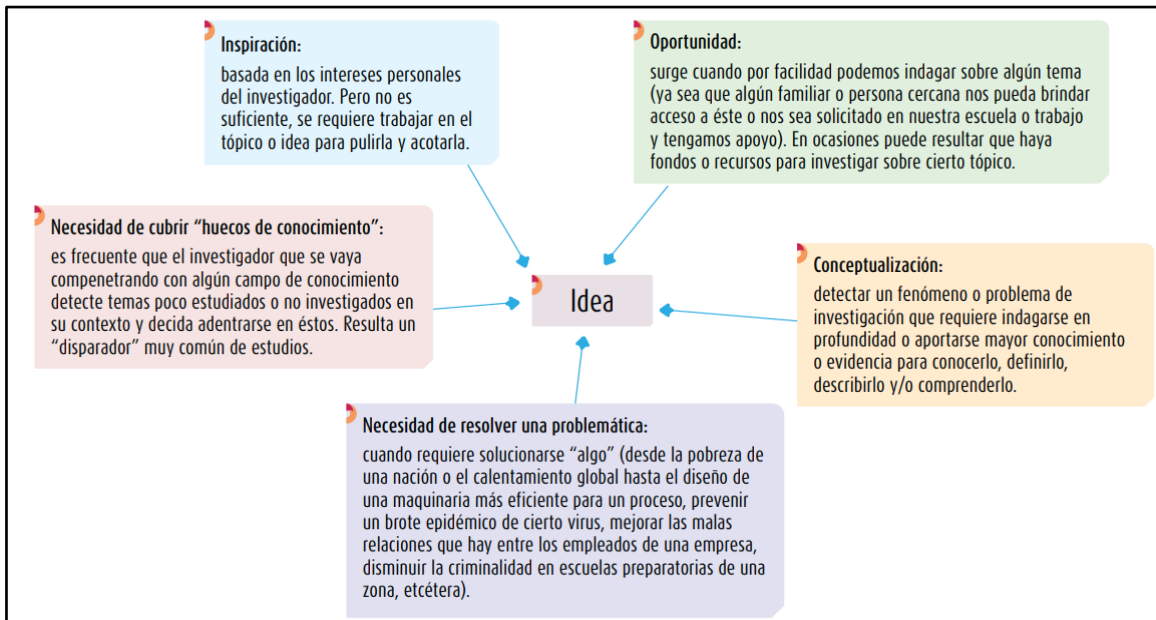 Inspiración:
basada en los intereses personales
del investigador. Pero no es
suficiente, se requiere trabajar en el
tópico o idea para pulirla y acotarla.
Oportunidad:
surge cuando por facilidad podemos indagar sobre algún tema
(ya sea que algún familiar o persona cercana nos pueda brindar
acceso a éste o nos sea solicitado en nuestra escuela o trabajo
y tengamos apoyo). En ocasiones puede resultar que haya
fondos o recursos para investigar sobre cierto tópico.
Necesidad de cubrir “huecos de conocimiento”:
es frecuente que el investigador que se vaya
compenetrando con algún campo de conocimiento
detecte temas poco estudiados o no investigados en
su contexto y decida adentrarse en éstos. Resulta un
“disparador” muy común de estudios.
Idea
Conceptualización:
detectar un fenómeno o problema de
investigación que requiere indagarse en
profundidad o aportarse mayor conocimiento
o evidencia para conocerlo, definirlo,
describirlo y/o comprenderlo.
Necesidad de resolver una problemática:
cuando requiere solucionarse “algo” (desde la pobreza de
una nación o el calentamiento global hasta el diseño de
una maquinaria más eficiente para un proceso, prevenir
un brote epidémico de cierto virus, mejorar las malas
relaciones que hay entre los empleados de una empresa,
disminuir la criminalidad en escuelas preparatorias de una
zona, etcétera).